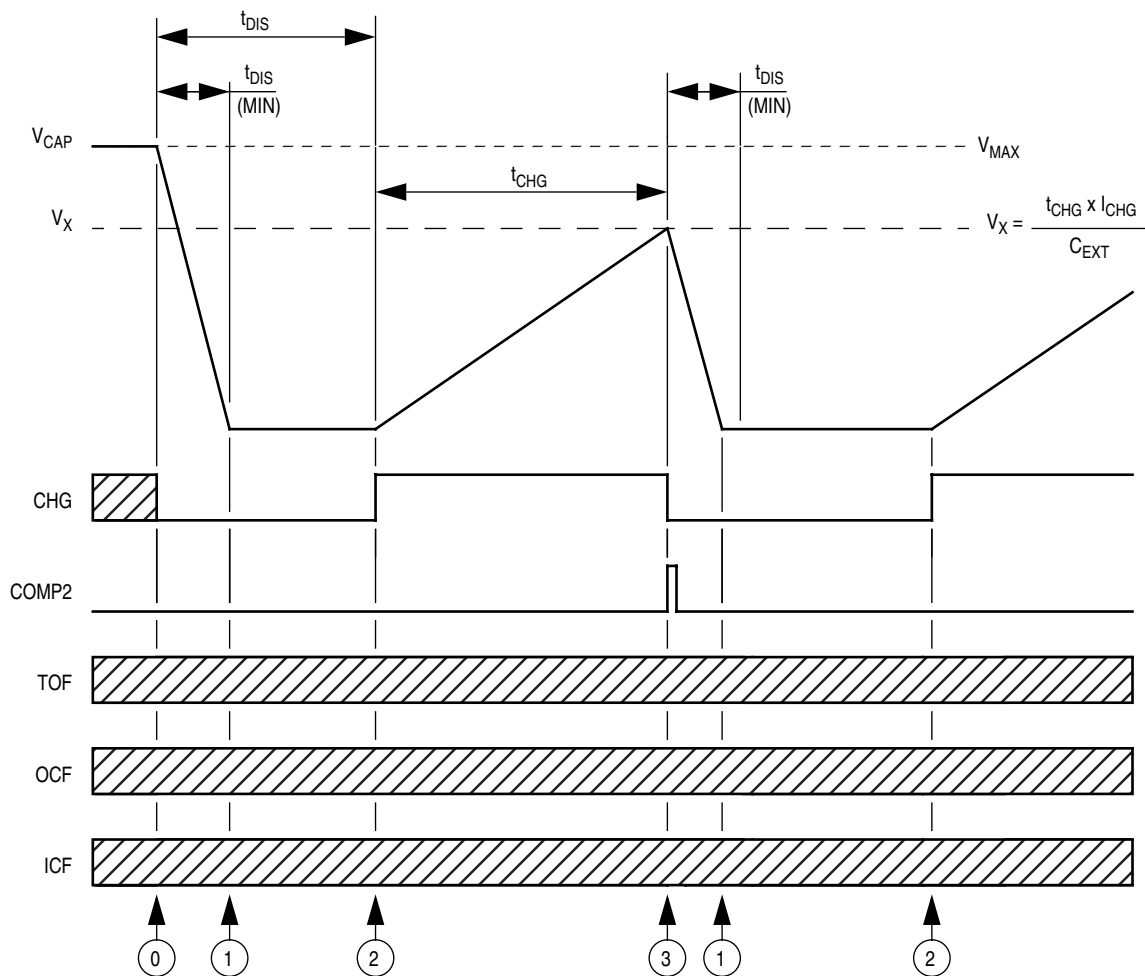 tDIS
tDIS
(MIN)
tDIS
(MIN)
VCAP
VMAX
tCHG
VX
VX = tCHG x ICHG
CEXT
CHG
COMP2
TOF
OCF
ICF
0 1 2 3 1 2